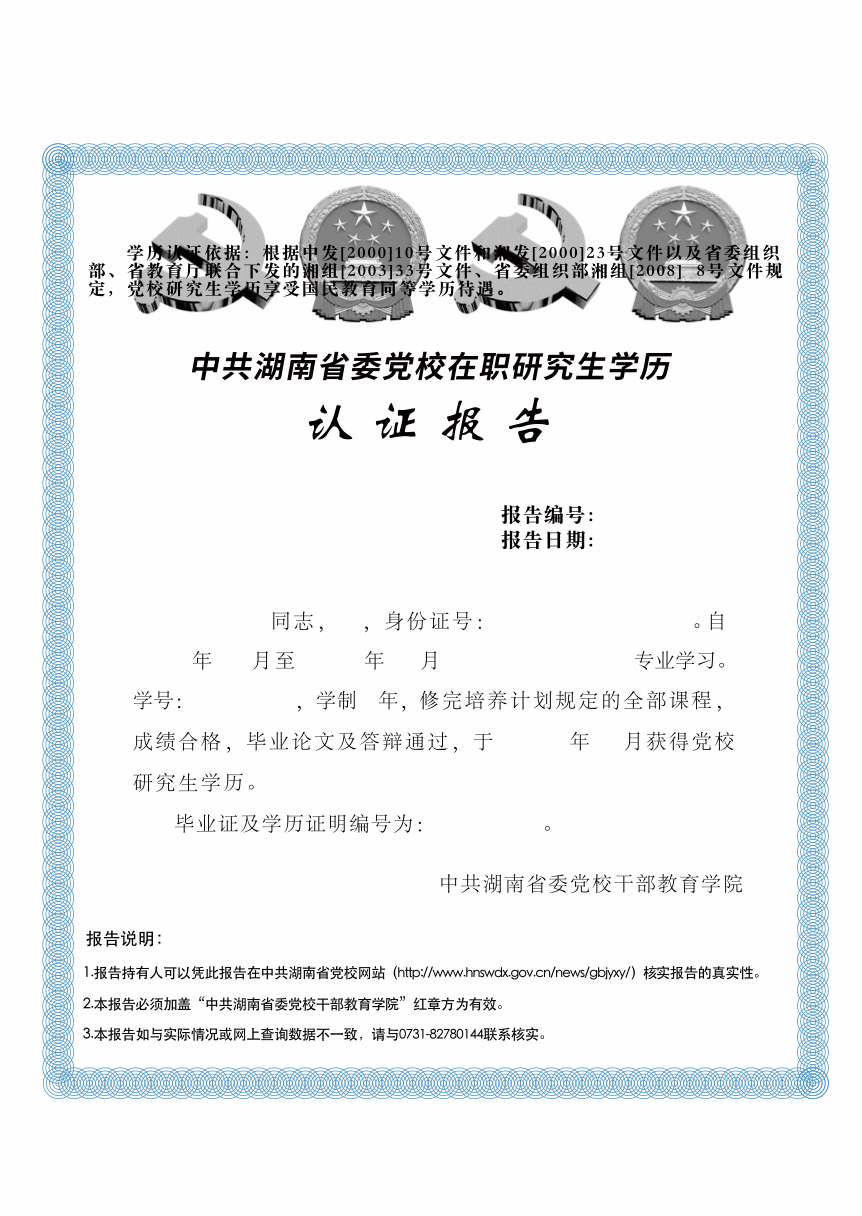 学历认证依据：根据中发[2000]10号文件和湘发[2000]23号文件以及省委组织
部、省教育厅联合下发的湘组[2003]33号文件、省委组织部湘组[2008] 8号文件规
定，党校研究生学历享受国民教育同等学历待遇。
中共湖南省委党校在职研究生学历
认证报告
报告编号：
报告日期：
同志， ，身份证号： 。自
年 月至 年 月 专业学习。
学号： ，学制 年，修完培养计划规定的全部课程，
成绩合格，毕业论文及答辩通过，于 年 月获得党校
研究生学历。
毕业证及学历证明编号为： 。
中共湖南省委党校干部教育学院
报告说明：
1.报告持有人可以凭此报告在中共湖南省党校网站（http://www.hnswdx.gov.cn/news/gbjyxy/）核实报告的真实性。
2.本报告必须加盖“中共湖南省委党校干部教育学院”红章方为有效。
3.本报告如与实际情况或网上查询数据不一致，请与0731-82780144联系核实。